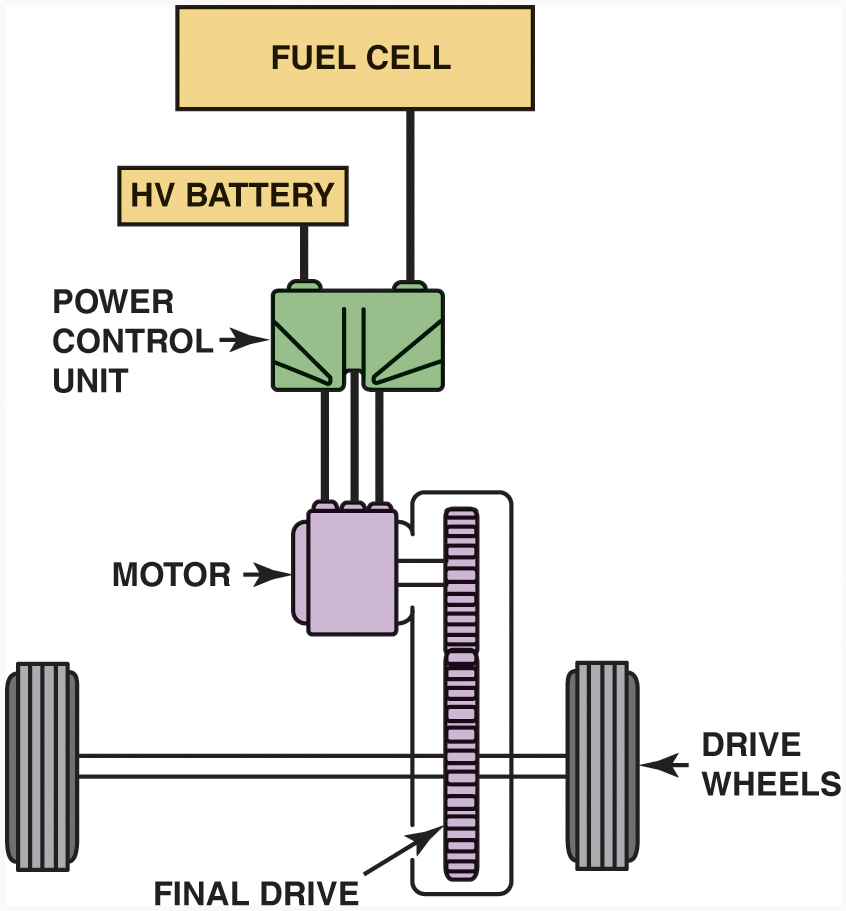 FUEL CELL
HV BATTERY
POWER
CONTROL
UNIT
MOTOR
DRIVE
WHEELS
FINAL DRIVE